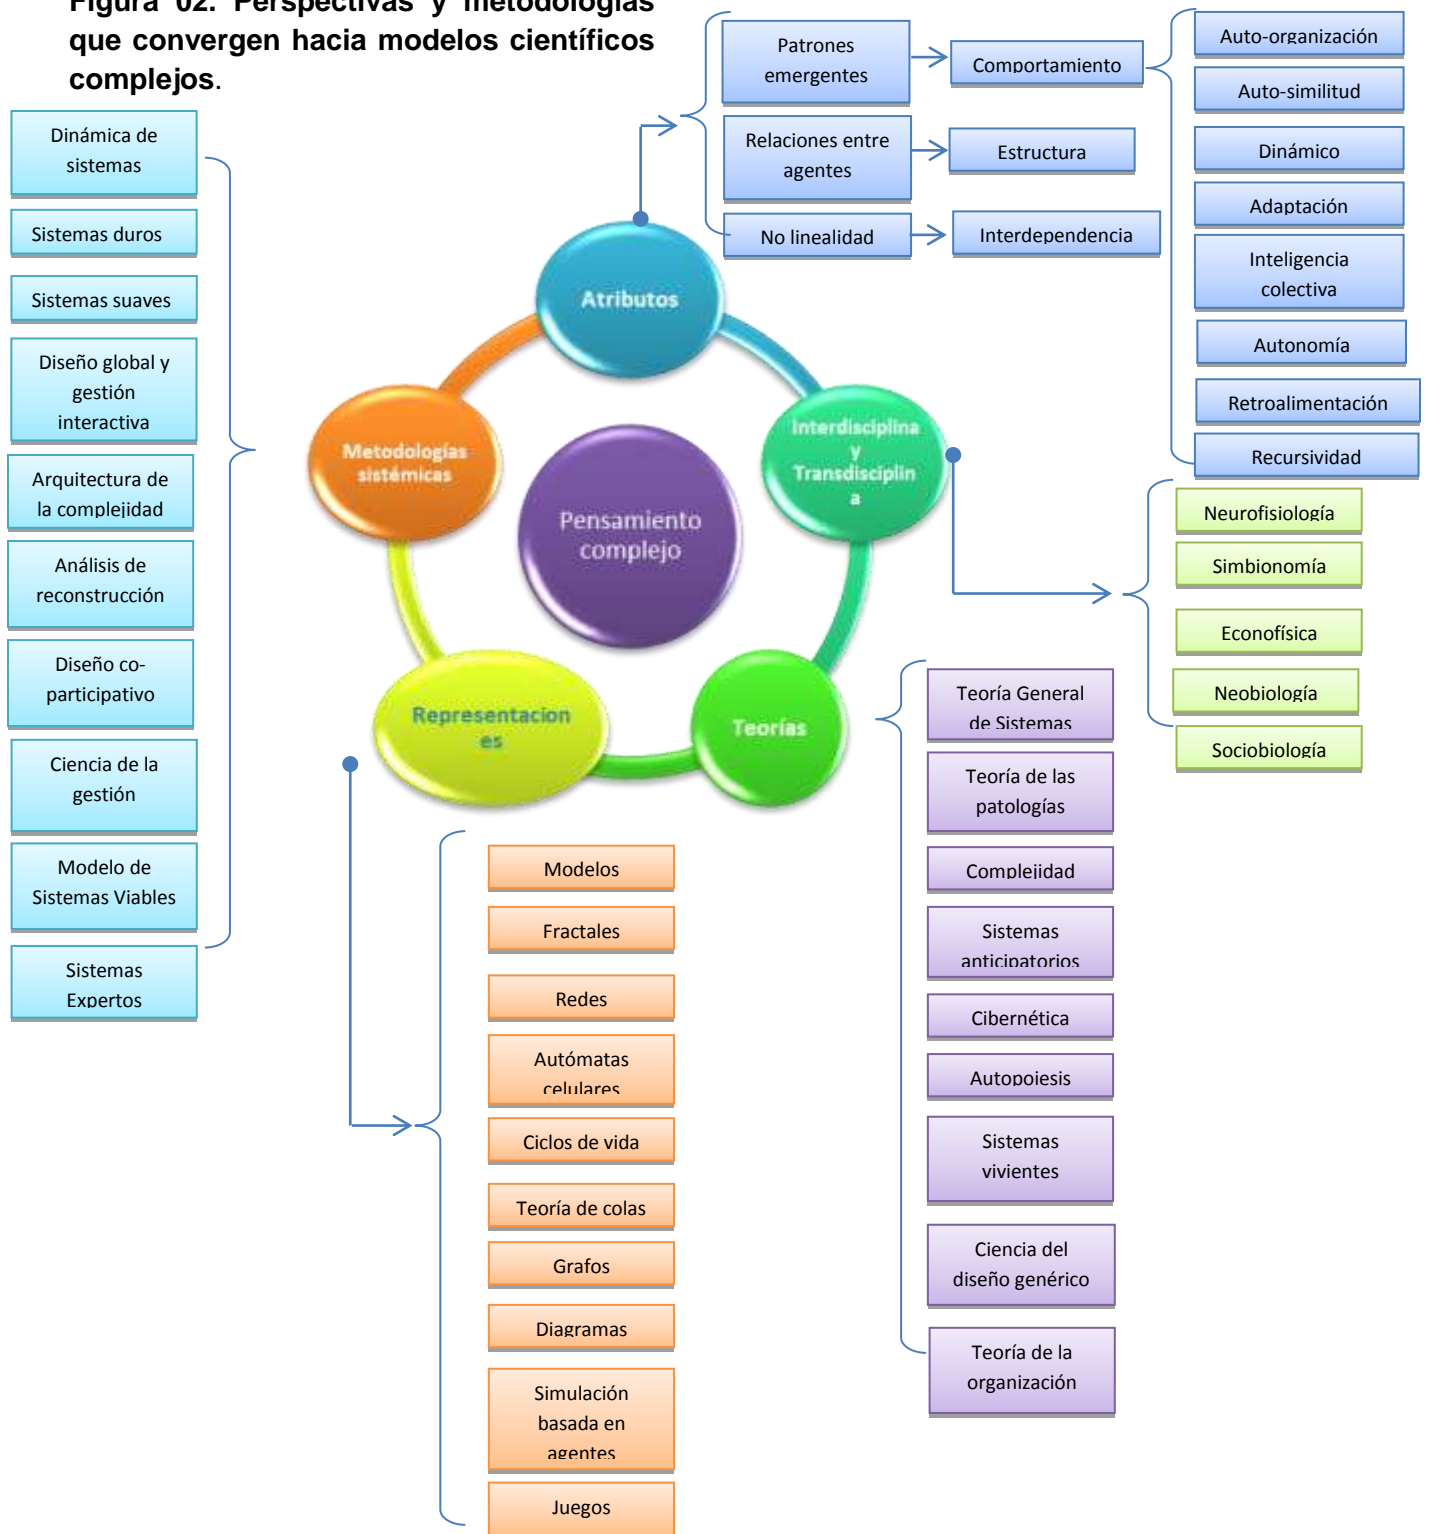 Figura 02. Perspectivas y metodologías
que convergen hacia modelos científicos
complejos.
Dinámica de
sistemas
Sistemas duros
Sistemas suaves
Diseño global y
gestión
interactiva
Arquitectura de
la complejidad
Análisis de
reconstrucción
Diseño co-
participativo
Ciencia de la
gestión
Modelo de
Sistemas Viables
Sistemas
Expertos
Patrones
emergentes
Comportamiento
Relaciones entre
agentes
Estructura
No linealidad
Interdependencia
Auto-organización
Auto-similitud
Dinámico
Adaptación
Inteligencia
colectiva
Autonomía
Retroalimentación
Recursividad
Atributos
Metodologías
sistémicas
Interdisciplina
y
Transdisciplin
a
Pensamiento
complejo
Representacion
es
Teorías
Neurofisiología
Simbionomía
Econofísica
Neobiología
Sociobiología
Teoría General
de Sistemas
Teoría de las
patologías
Complejidad
Sistemas
anticipatorios
Cibernética
Autopoiesis
Sistemas
vivientes
Ciencia del
diseño genérico
Teoría de la
organización
Modelos
Fractales
Redes
Autómatas
celulares
Ciclos de vida
Teoría de colas
Grafos
Diagramas
Simulación
basada en
agentes
Juegos